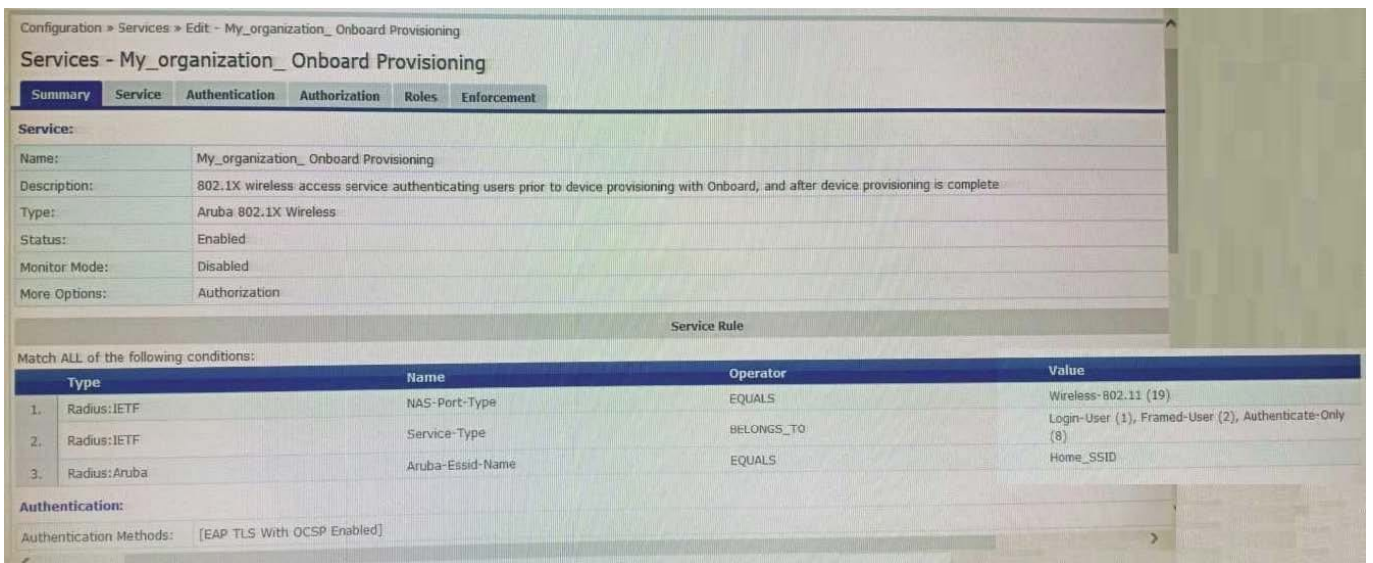 Configuration » Services » Edit - My_organization_ Onboard Provisioning
Services - My_organization_ Onboard Provisioning
Summary Service Authentication Authorization Roles Enforcement
Service:
Name: My_organization_ Onboard Provisioning
Description: 802.1X wireless access service authenticating users prior to device provisioning with Onboard, and after device provisioning is complete
Type: Aruba 802.1X Wireless
Status: Enabled
Monitor Mode: Disabled
More Options: Authorization
Service Rule
Match ALL of the following conditions:
Type Name Operator Value
1. Radius:IETF NAS-Port-Type EQUALS Wireless-802.11 (19)
2. Radius:IETF Service-Type BELONGS_TO Login-User (1), Framed-User (2), Authenticate-Only
(8)
3. Radius:Aruba Aruba-Essid-Name EQUALS Home_SSID
Authentication:
Authentication Methods: [EAP TLS With OCSP Enabled]